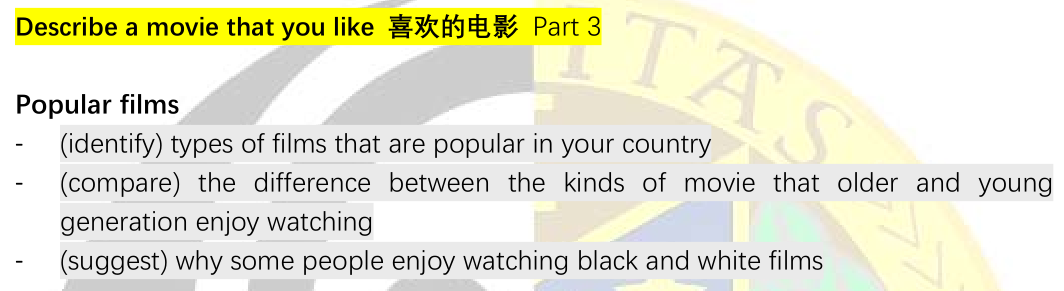 Describe a movie that you like 喜欢的电影 Part 3
Popular films
- (identify) types of films that are popular in your country
- (compare) the difference between the kinds of movie that older and young
generation enjoy watching
- (suggest) why some people enjoy watching black and white films
ITAS